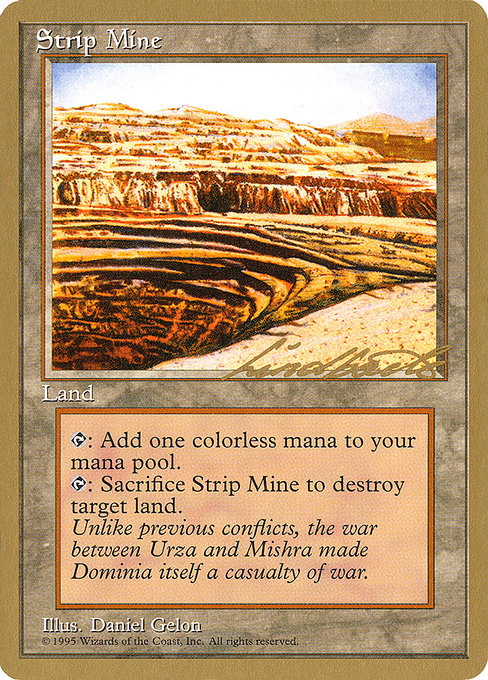 Strip Mine
Land
: Add one colorless mana to your
mana pool.
: Sacrifice Strip Mine to destroy
target land.
Unlike previous conflicts, the war
between Urza and Mishra made
Dominia itself a casualty of war.
Illus. Daniel Gelon
© 1995 Wizards of the Coast, Inc. All rights reserved.